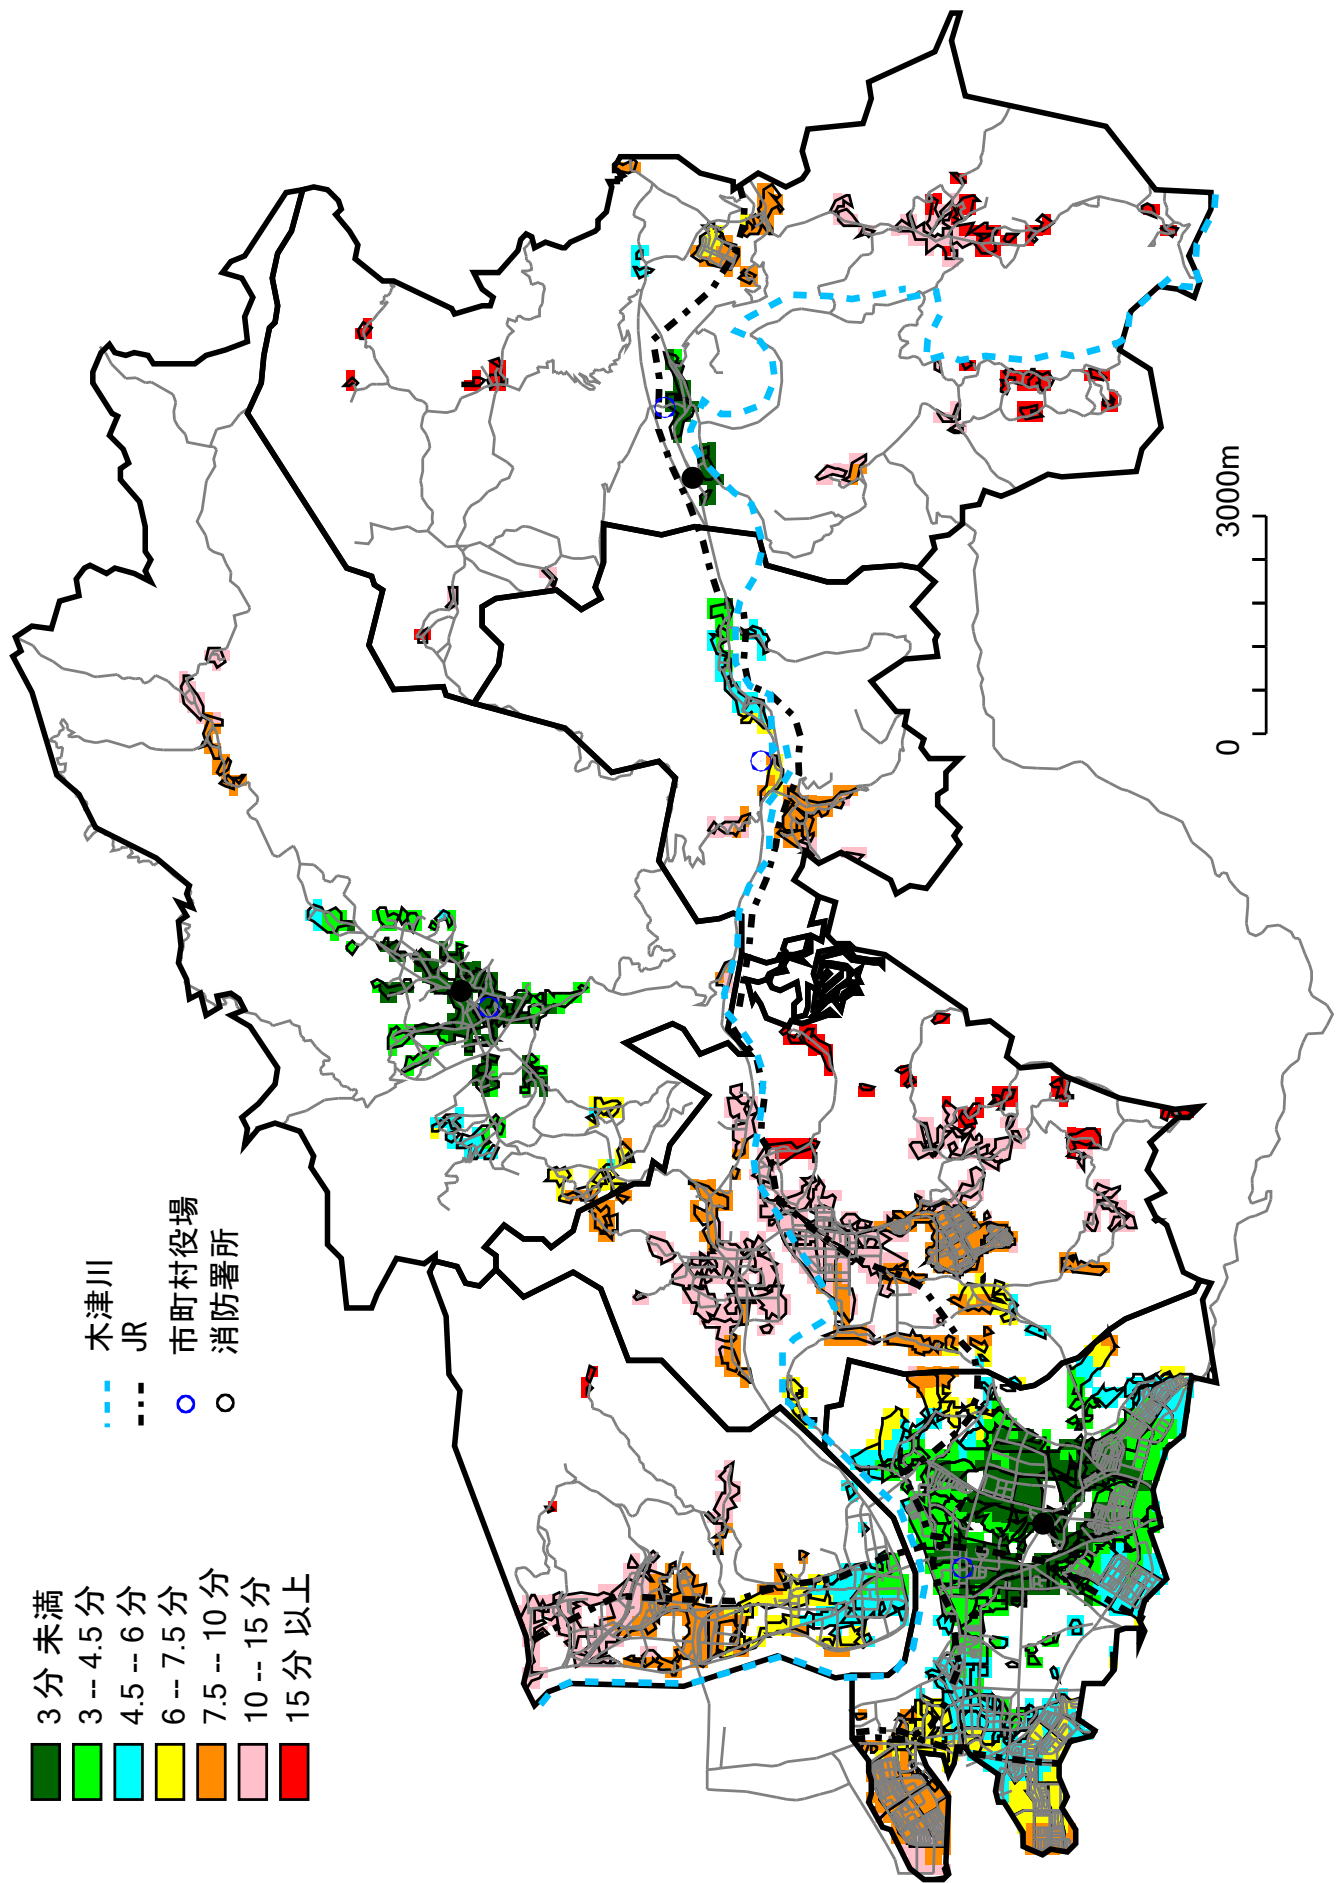 3 分 未満
3 -- 4.5 分
4.5 -- 6 分
6 -- 7.5 分
7.5 -- 10 分
10 -- 15 分
15 分 以上
木津川
JR
市町村役場
消防署所
0 3000m